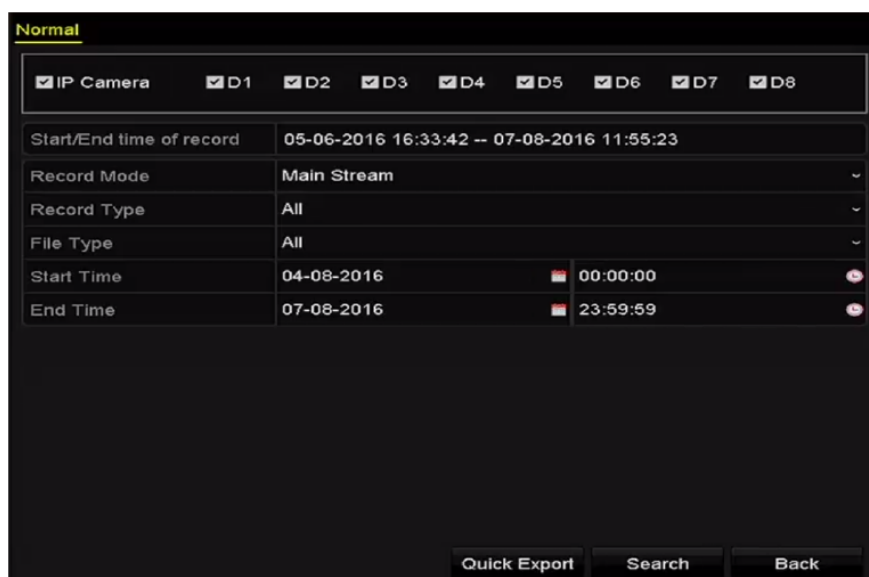 Normal
IP Camera D1 D2 D3 D4 D5 D6 D7 D8
Start/End time of record 05-06-2016 16:33:42 -- 07-08-2016 11:55:23
Record Mode Main Stream
Record Type All
File Type All
Start Time 04-08-2016 00:00:00
End Time 07-08-2016 23:59:59
Quick Export Search Back